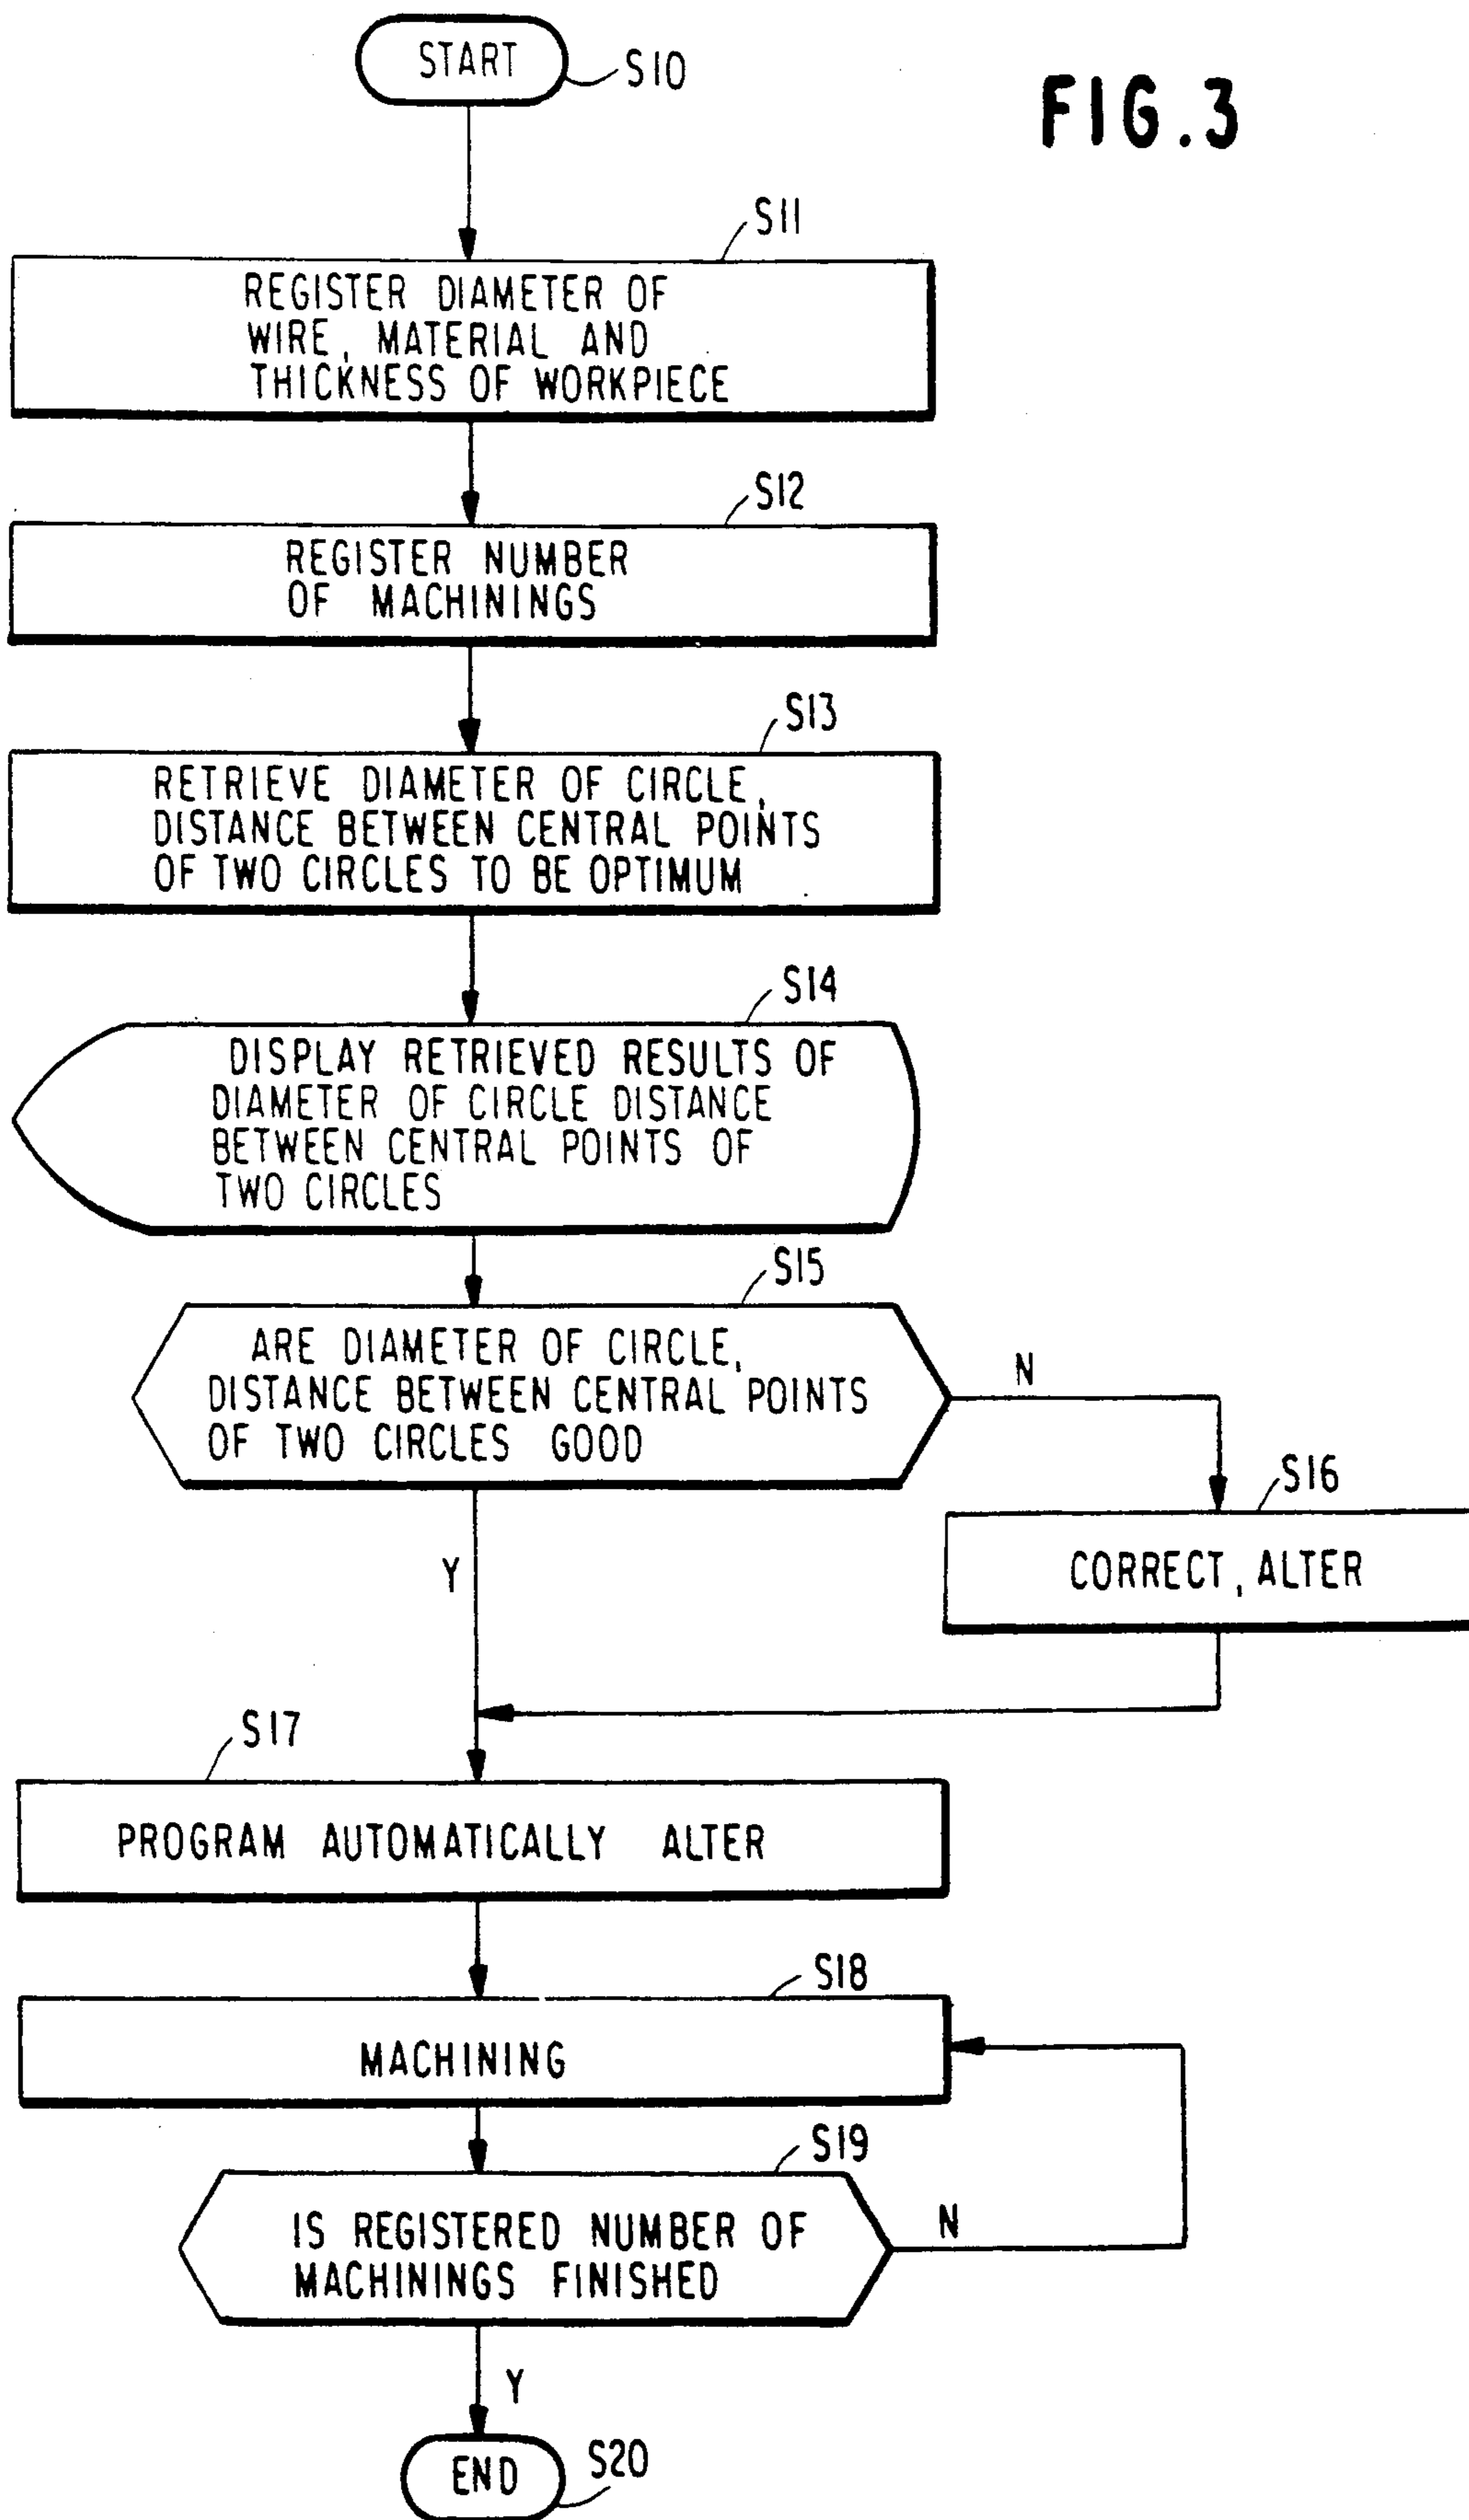 START
S10
FIG.3
S11
REGISTER DIAMETER OF
WIRE, MATERIAL AND
THICKNESS OF WORKPIECE
S12
REGISTER NUMBER
OF MACHININGS
S13
RETRIEVE DIAMETER OF CIRCLE,
DISTANCE BETWEEN CENTRAL POINTS
OF TWO CIRCLES TO BE OPTIMUM
S14
DISPLAY RETRIEVED RESULTS OF
DIAMETER OF CIRCLE DISTANCE
BETWEEN CENTRAL POINTS OF
TWO CIRCLES
S15
ARE DIAMETER OF CIRCLE,
DISTANCE BETWEEN CENTRAL POINTS
OF TWO CIRCLES GOOD
N
S16
CORRECT, ALTER
Y
S17
PROGRAM AUTOMATICALLY ALTER
S18
MACHINING
S19
IS REGISTERED NUMBER OF
MACHININGS FINISHED
N
Y
END
S20